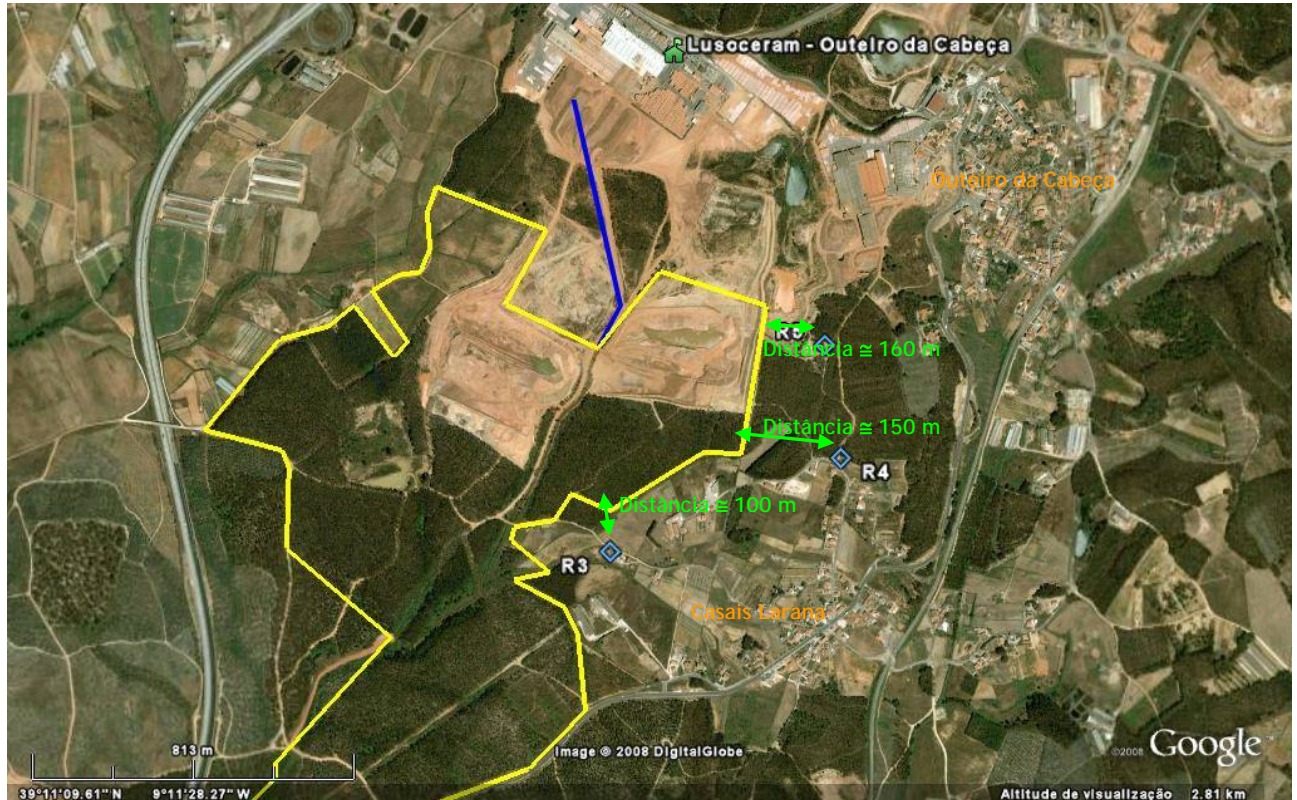 Lusoceram - Outeiro da Cabeça
Outeiro da Cabeça
R5
Distância ≅ 160 m
Distância ≅ 150 m
R4
Distância ≅ 100 m
R3
Casais Larana
813 m
Image © 2008 DigitalGlobe
©2008 Google™
39°11'09.61" N 9°11'28.27" W
Altitude de visualização 2.81 km